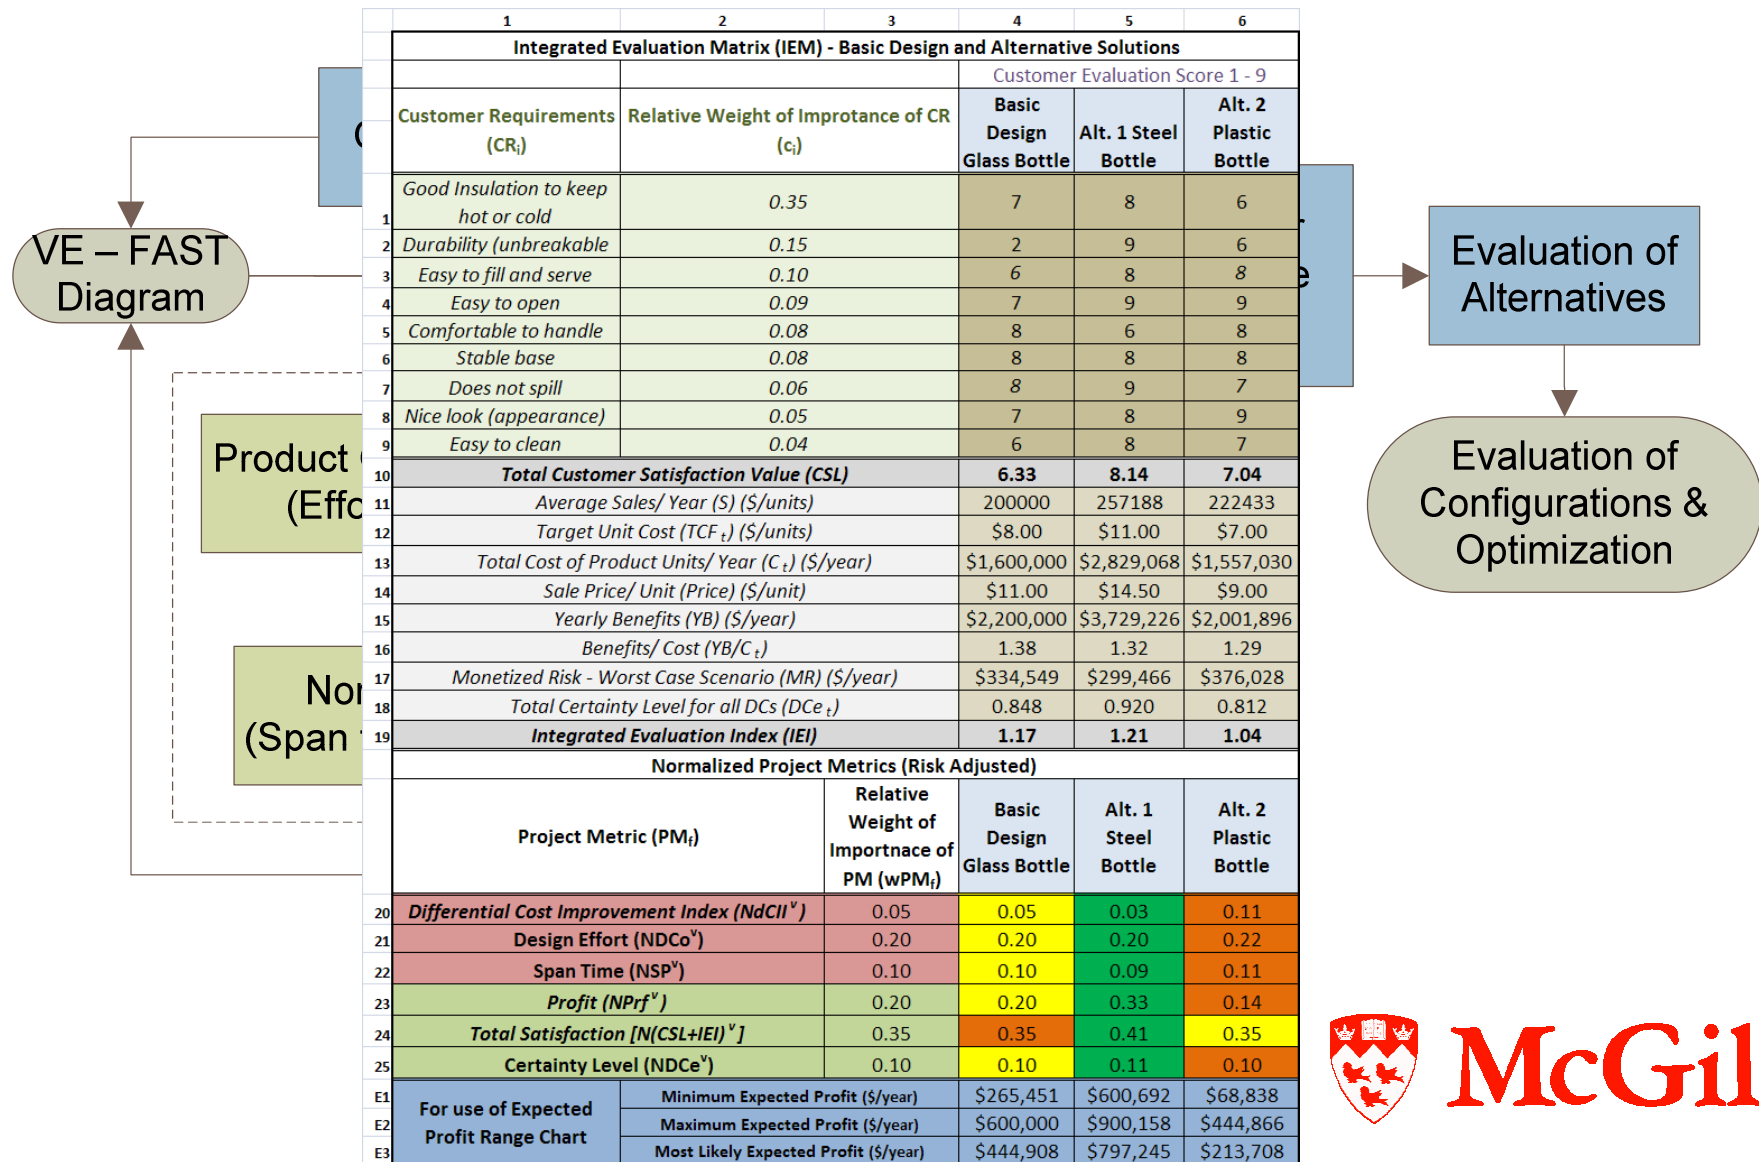 1 2 3 4 5 6
Integrated Evaluation Matrix (IEM) - Basic Design and Alternative Solutions
Customer Evaluation Score 1 - 9
Customer Requirements (CRi) Relative Weight of Improtance of CR (ci) Basic Design Glass Bottle Alt. 1 Steel Bottle Alt. 2 Plastic Bottle
1 Good Insulation to keep hot or cold 0.35 7 8 6
2 Durability (unbreakable 0.15 2 9 6
3 Easy to fill and serve 0.10 6 8 8
4 Easy to open 0.09 7 9 9
5 Comfortable to handle 0.08 8 6 8
6 Stable base 0.08 8 8 8
7 Does not spill 0.06 8 9 7
8 Nice look (appearance) 0.05 7 8 9
9 Easy to clean 0.04 6 8 7
10 Total Customer Satisfaction Value (CSL) 6.33 8.14 7.04
11 Average Sales/ Year (S) ($/units) 200000 257188 222433
12 Target Unit Cost (TCF t) ($/units) $8.00 $11.00 $7.00
13 Total Cost of Product Units/ Year (C t) ($/year) $1,600,000 $2,829,068 $1,557,030
14 Sale Price/ Unit (Price) ($/unit) $11.00 $14.50 $9.00
15 Yearly Benefits (YB) ($/year) $2,200,000 $3,729,226 $2,001,896
16 Benefits/ Cost (YB/C t) 1.38 1.32 1.29
17 Monetized Risk - Worst Case Scenario (MR) ($/year) $334,549 $299,466 $376,028
18 Total Certainty Level for all DCs (DCe t) 0.848 0.920 0.812
19 Integrated Evaluation Index (IEI) 1.17 1.21 1.04
Normalized Project Metrics (Risk Adjusted)
Project Metric (PMf) Relative Weight of Importnace of PM (wPMf) Basic Design Glass Bottle Alt. 1 Steel Bottle Alt. 2 Plastic Bottle
20 Differential Cost Improvement Index (NdCII v) 0.05 0.05 0.03 0.11
21 Design Effort (NDCo v) 0.20 0.20 0.20 0.22
22 Span Time (NSP v) 0.10 0.10 0.09 0.11
23 Profit (NPrf v) 0.20 0.20 0.33 0.14
24 Total Satisfaction [N(CSL+IEI) v] 0.35 0.35 0.41 0.35
25 Certainty Level (NDCe v) 0.10 0.10 0.11 0.10
For use of Expected Profit Range Chart
E1 Minimum Expected Profit ($/year) $265,451 $600,692 $68,838
E2 Maximum Expected Profit ($/year) $600,000 $900,158 $444,866
E3 Most Likely Expected Profit ($/year) $444,908 $797,245 $213,708
VE – FAST
Diagram
Product
Evaluation of
Alternatives
Evaluation of
Configurations &
Optimization
(Span
McGil